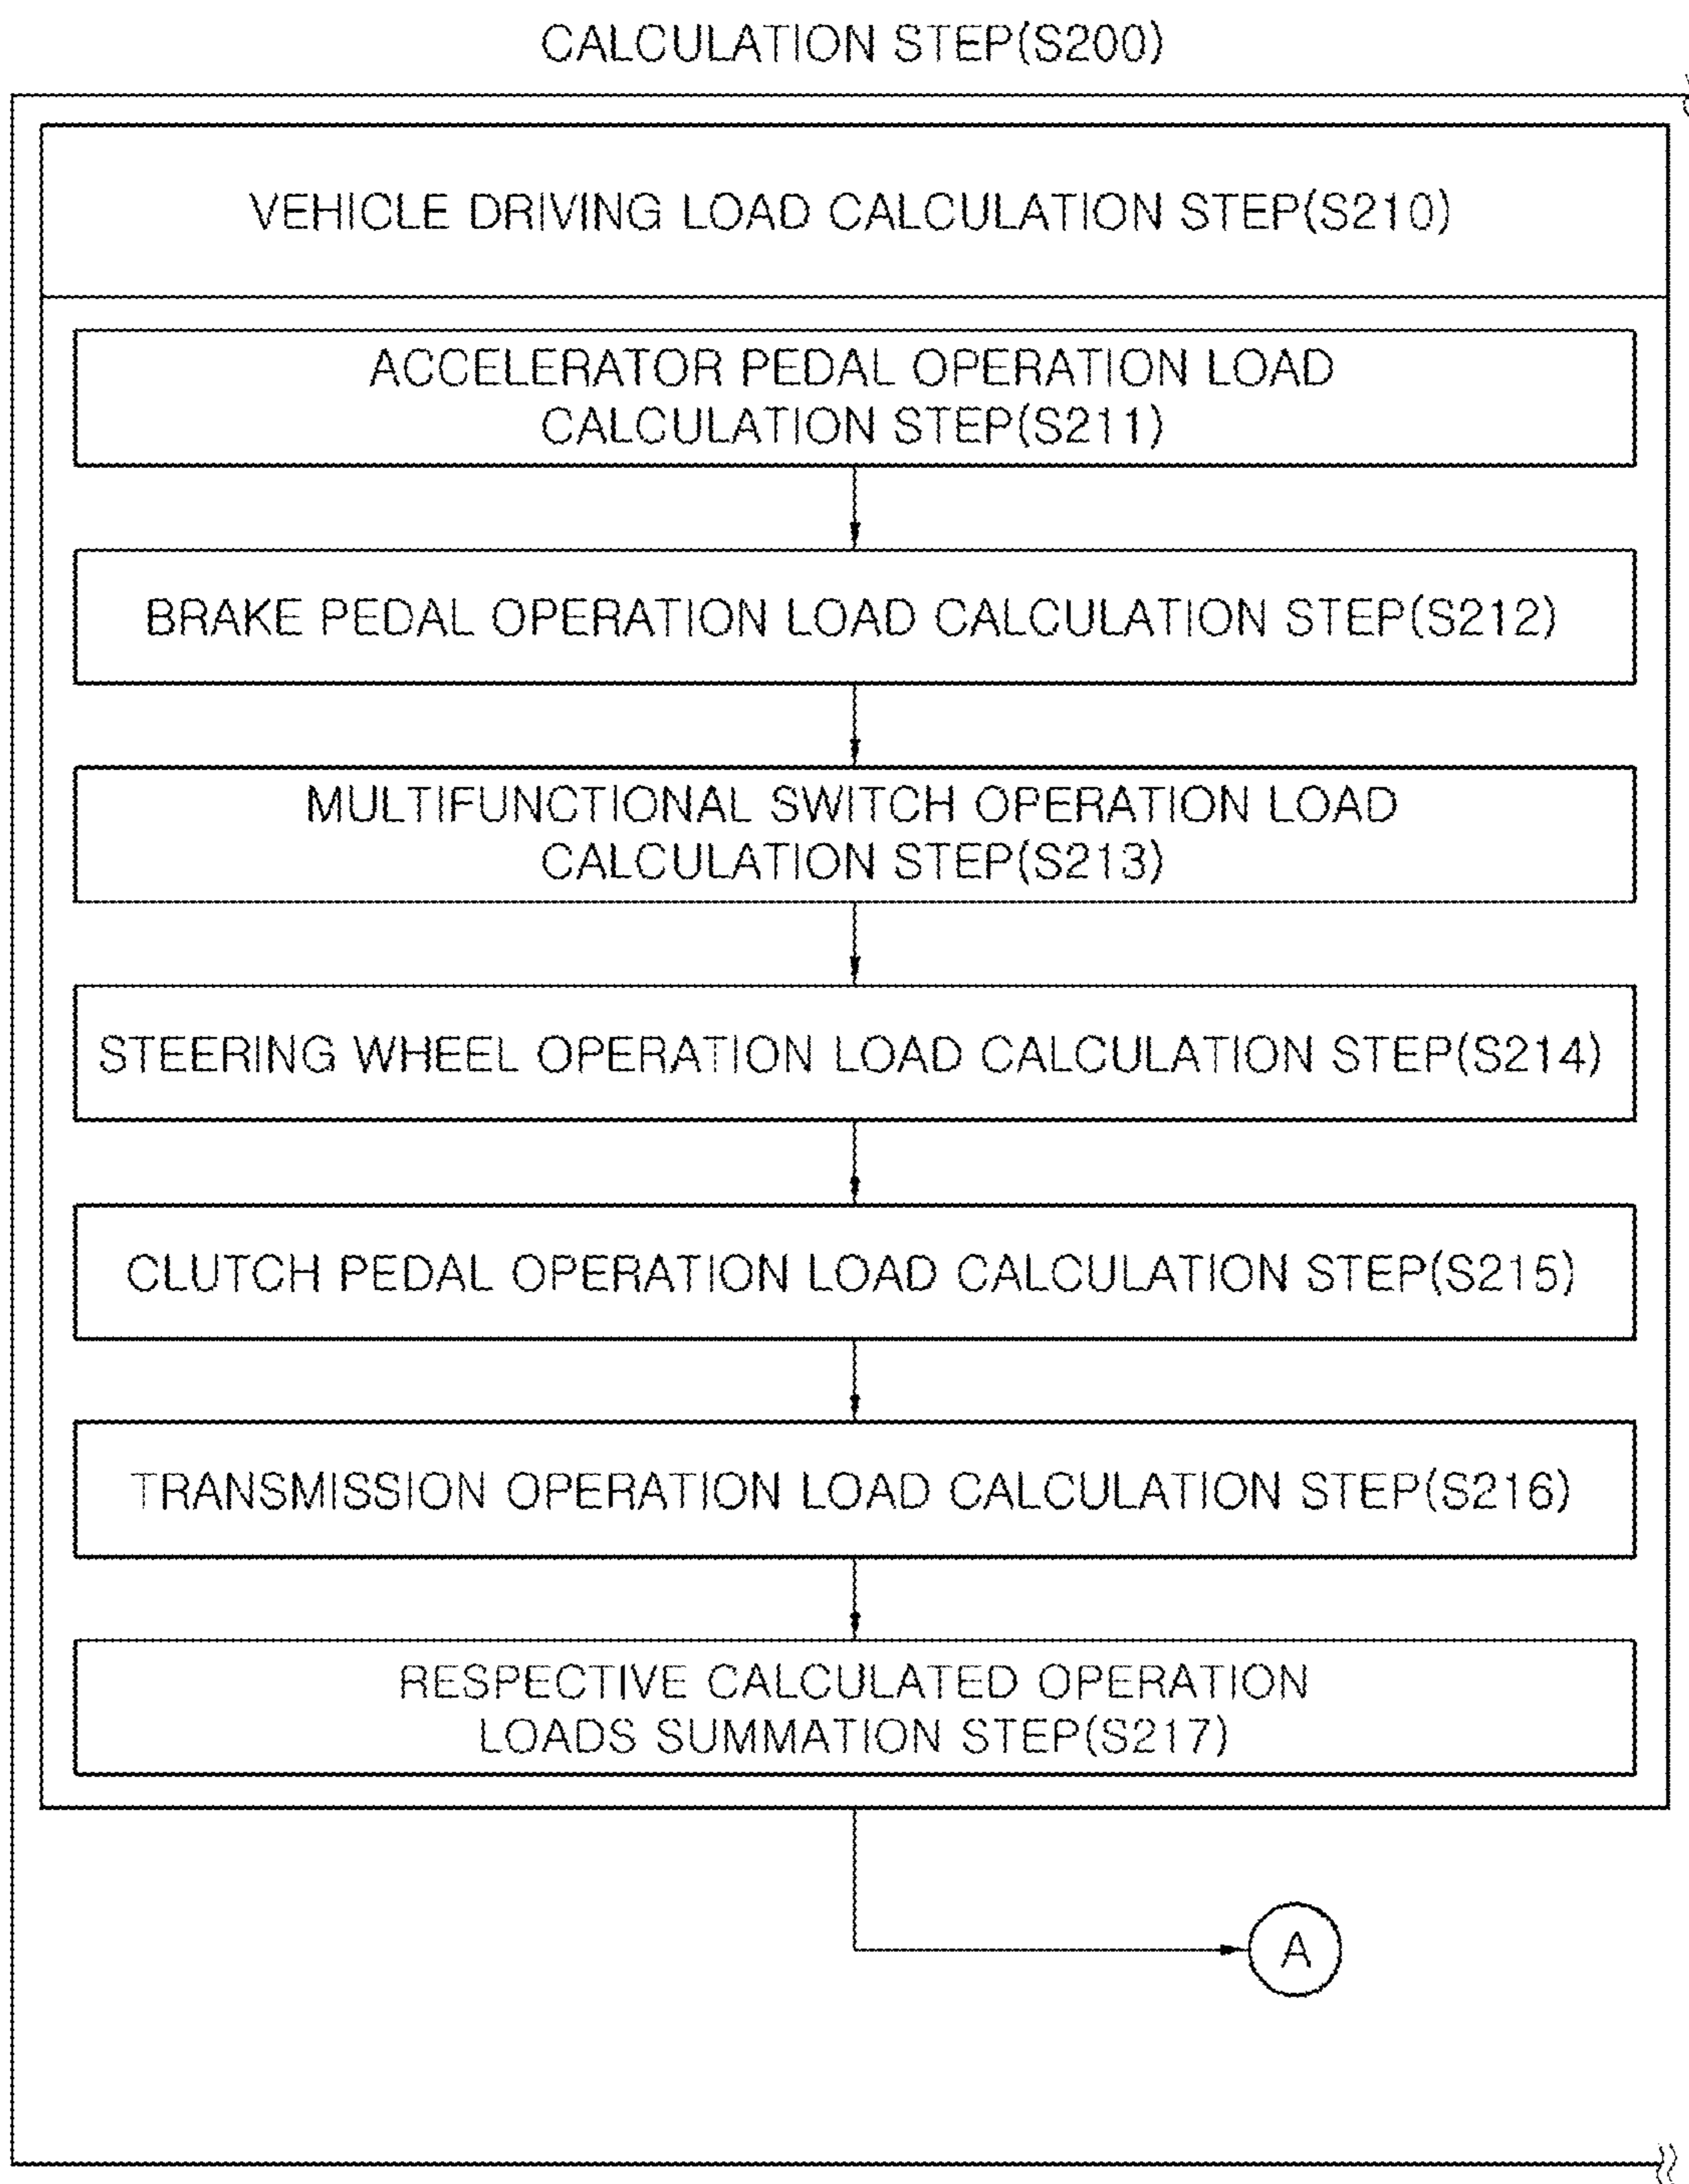 CALCULATION STEP(S200)
VEHICLE DRIVING LOAD CALCULATION STEP(S210)
ACCELERATOR PEDAL OPERATION LOAD
CALCULATION STEP(S211)
BRAKE PEDAL OPERATION LOAD CALCULATION STEP(S212)
MULTIFUNCTIONAL SWITCH OPERATION LOAD
CALCULATION STEP(S213)
STEERING WHEEL OPERATION LOAD CALCULATION STEP(S214)
CLUTCH PEDAL OPERATION LOAD CALCULATION STEP(S215)
TRANSMISSION OPERATION LOAD CALCULATION STEP(S216)
RESPECTIVE CALCULATED OPERATION
LOADS SUMMATION STEP(S217)
A